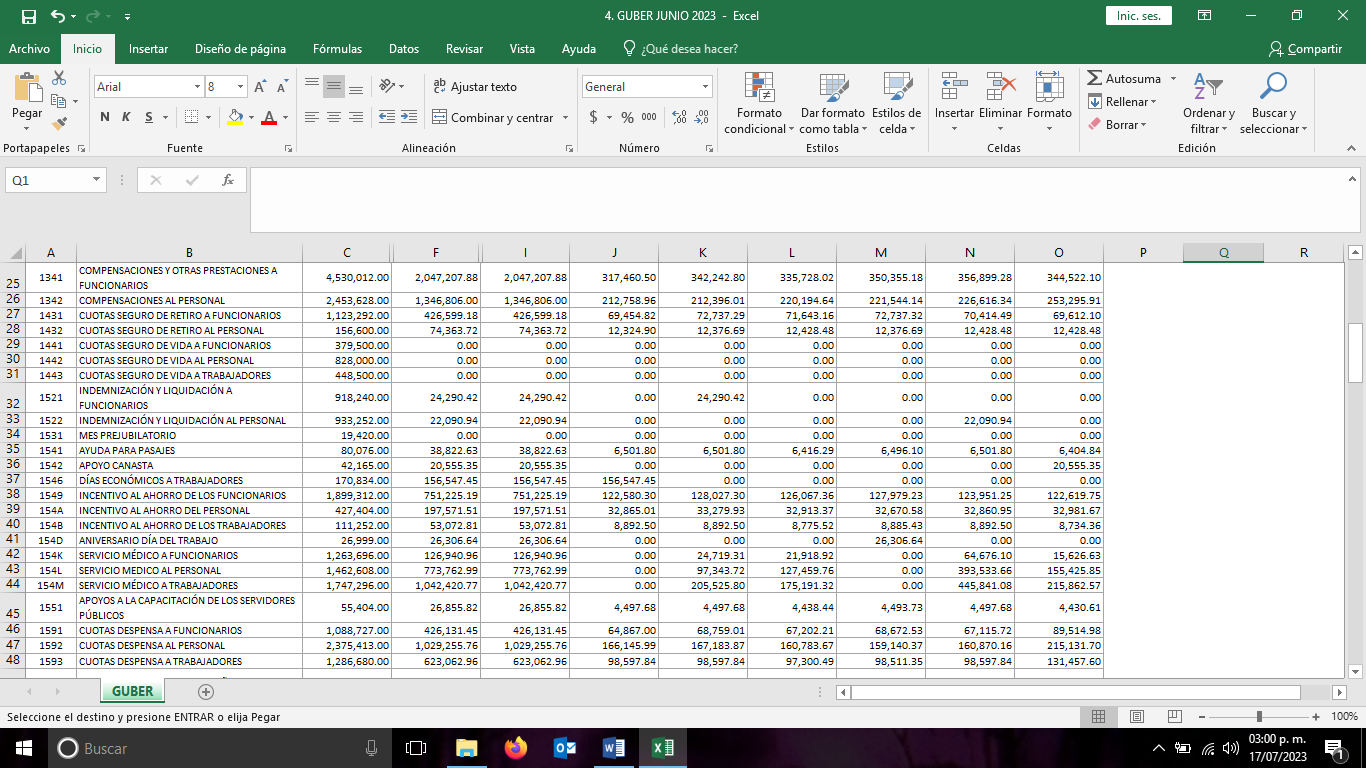 4. GUBER JUNIO 2023 - Excel
Inic. ses.
Archivo Inicio Insertar Diseño de página Fórmulas Datos Revisar Vista Ayuda ¿Qué desea hacer? Compartir
Pegar
Arial 8
N K S
Ajustar texto
Combinar y centrar
General
$ % 000
Formato condicional
Dar formato como tabla
Estilos de celda
Insertar Eliminar Formato
Autosuma
Rellenar
Borrar
Ordenar y filtrar
Buscar y seleccionar
Portapapeles Fuente Alineación Número Estilos Celdas Edición
Q1 fx
A B C F I J K L M N O P Q R
25 1341 COMPENSACIONES Y OTRAS PRESTACIONES A FUNCIONARIOS 4,530,012.00 2,047,207.88 2,047,207.88 317,460.50 342,242.80 335,728.02 350,355.18 356,899.28 344,522.10
26 1342 COMPENSACIONES AL PERSONAL 2,453,628.00 1,346,806.00 1,346,806.00 212,758.96 212,396.01 220,194.64 221,544.14 226,616.34 253,295.91
27 1431 CUOTAS SEGURO DE RETIRO A FUNCIONARIOS 1,123,292.00 426,599.18 426,599.18 69,454.82 72,737.29 71,643.16 72,737.32 70,414.49 69,612.10
28 1432 CUOTAS SEGURO DE RETIRO AL PERSONAL 156,600.00 74,363.72 74,363.72 12,324.90 12,376.69 12,428.48 12,376.69 12,428.48 12,428.48
29 1441 CUOTAS SEGURO DE VIDA A FUNCIONARIOS 379,500.00 0.00 0.00 0.00 0.00 0.00 0.00 0.00 0.00
30 1442 CUOTAS SEGURO DE VIDA AL PERSONAL 828,000.00 0.00 0.00 0.00 0.00 0.00 0.00 0.00 0.00
31 1443 CUOTAS SEGURO DE VIDA A TRABAJADORES 448,500.00 0.00 0.00 0.00 0.00 0.00 0.00 0.00 0.00
32 1521 INDEMNIZACIÓN Y LIQUIDACIÓN A FUNCIONARIOS 918,240.00 24,290.42 24,290.42 0.00 24,290.42 0.00 0.00 0.00 0.00
33 1522 INDEMNIZACIÓN Y LIQUIDACIÓN AL PERSONAL 933,252.00 22,090.94 22,090.94 0.00 0.00 0.00 0.00 22,090.94 0.00
34 1531 MES PREJUBILATORIO 19,420.00 0.00 0.00 0.00 0.00 0.00 0.00 0.00 0.00
35 1541 AYUDA PARA PASAJES 80,076.00 38,822.63 38,822.63 6,501.80 6,501.80 6,416.29 6,496.10 6,501.80 6,404.84
36 1542 APOYO CANASTA 42,165.00 20,555.35 20,555.35 0.00 0.00 0.00 0.00 0.00 20,555.35
37 1546 DÍAS ECONÓMICOS A TRABAJADORES 170,834.00 156,547.45 156,547.45 156,547.45 0.00 0.00 0.00 0.00 0.00
38 1549 INCENTIVO AL AHORRO DE LOS FUNCIONARIOS 1,899,312.00 751,225.19 751,225.19 122,580.30 128,027.30 126,067.36 127,979.23 123,951.25 122,619.75
39 154A INCENTIVO AL AHORRO DEL PERSONAL 427,404.00 197,571.51 197,571.51 32,865.01 33,279.93 32,913.37 32,670.58 32,860.95 32,981.67
40 154B INCENTIVO AL AHORRO DE LOS TRABAJADORES 111,252.00 53,072.81 53,072.81 8,892.50 8,892.50 8,775.52 8,885.43 8,892.50 8,734.36
41 154D ANIVERSARIO DÍA DEL TRABAJO 26,999.00 26,306.64 26,306.64 0.00 0.00 0.00 26,306.64 0.00 0.00
42 154K SERVICIO MÉDICO A FUNCIONARIOS 1,263,696.00 126,940.96 126,940.96 0.00 24,719.31 21,918.92 0.00 64,676.10 15,626.63
43 154L SERVICIO MEDICO AL PERSONAL 1,462,608.00 773,762.99 773,762.99 0.00 97,343.72 127,459.76 0.00 393,533.66 155,425.85
44 154M SERVICIO MÉDICO A TRABAJADORES 1,747,296.00 1,042,420.77 1,042,420.77 0.00 205,525.80 175,191.32 0.00 445,841.08 215,862.57
45 1551 APOYOS A LA CAPACITACIÓN DE LOS SERVIDORES PÚBLICOS 55,404.00 26,855.82 26,855.82 4,497.68 4,497.68 4,438.44 4,493.73 4,497.68 4,430.61
46 1591 CUOTAS DESPENSA A FUNCIONARIOS 1,088,727.00 426,131.45 426,131.45 64,867.00 68,759.01 67,202.21 68,672.53 67,115.72 89,514.98
47 1592 CUOTAS DESPENSA AL PERSONAL 2,375,413.00 1,029,255.76 1,029,255.76 166,145.99 167,183.87 160,783.67 159,140.37 160,870.16 215,131.70
48 1593 CUOTAS DESPENSA A TRABAJADORES 1,286,680.00 623,062.96 623,062.96 98,597.84 98,597.84 97,300.49 98,511.35 98,597.84 131,457.60
GUBER
Seleccione el destino y presione ENTRAR o elija Pegar 100%
Buscar
03:00 p. m.
17/07/2023
1